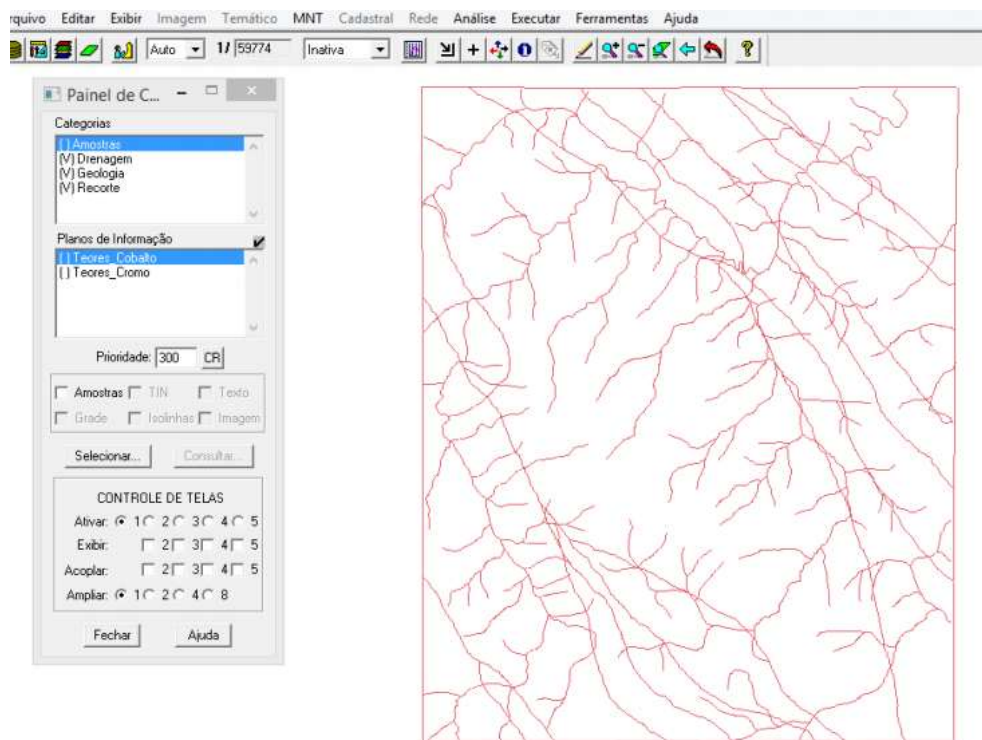 rquivo Editar Exibir Imagem Temático MNT Cadastral Rede Análise Executar Ferramentas Ajuda
Auto 1/ 59774 Inativa
Painel de C...
Categorias
( ) Amostras
(V) Drenagem
(V) Geologia
(V) Recorte
Planos de Informação
( ) Teores_Cobalto
( ) Teores_Cromo
Prioridade: 300 CR
Amostras TIN Texto
Grade Isolinhas Imagem
Selecionar... Consultar...
CONTROLE DE TELAS
Ativar: 1 2 3 4 5
Exibir: 2 3 4 5
Acoplar: 2 3 4 5
Ampliar: 1 2 4 8
Fechar Ajuda